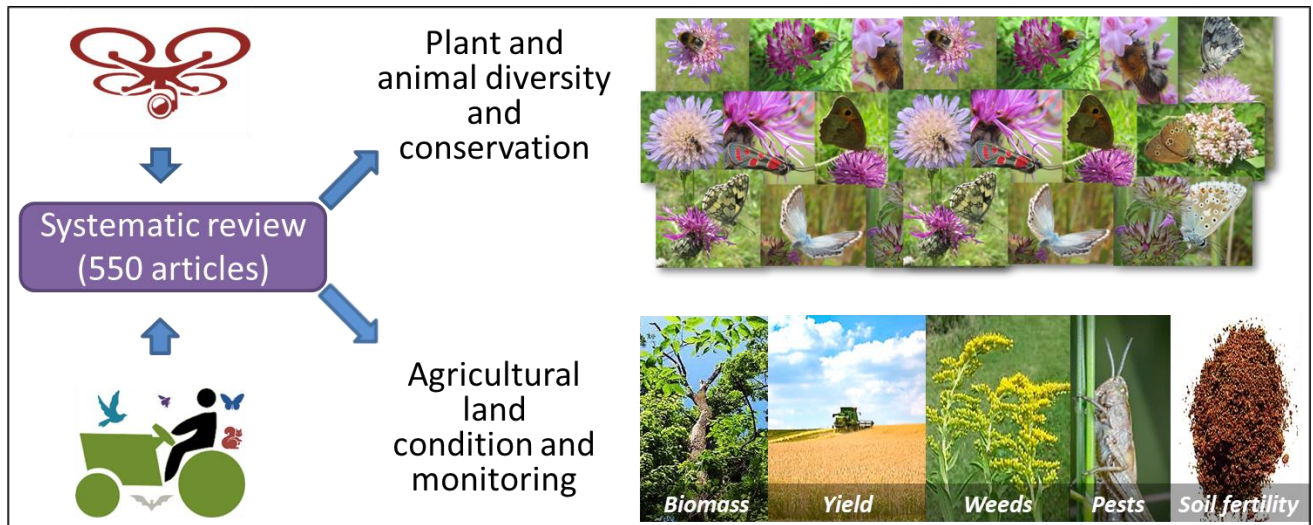 Plant and
animal diversity
and
conservation
Systematic review
(550 articles)
Agricultural
land
condition and
monitoring
Biomass
Yield
Weeds
Pests
Soil fertility